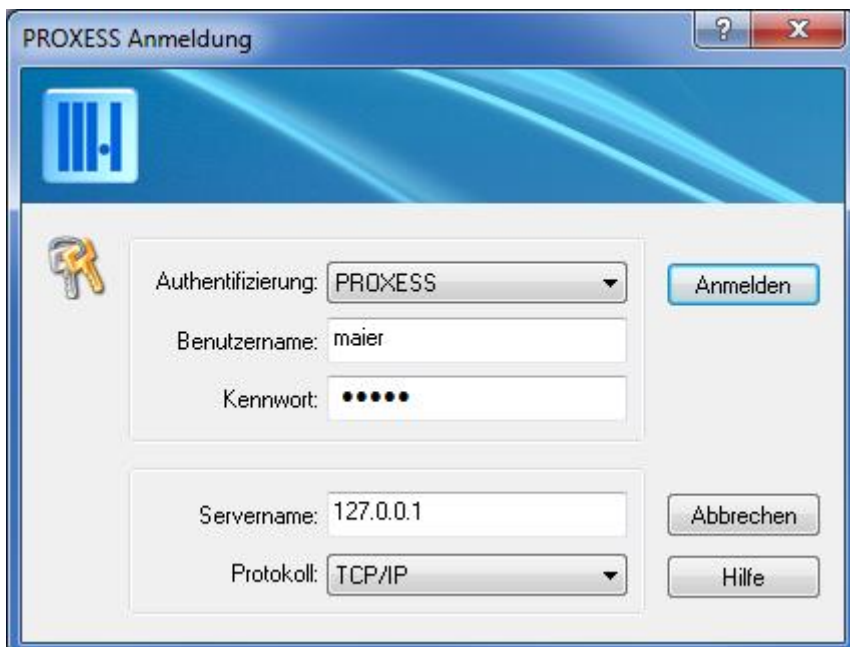 PROXESS Anmeldung
?
X
Authentifizierung: PROXESS
Anmelden
Benutzername: maier
Kennwort: •••••
Servername: 127.0.0.1
Abbrechen
Protokoll: TCP/IP
Hilfe